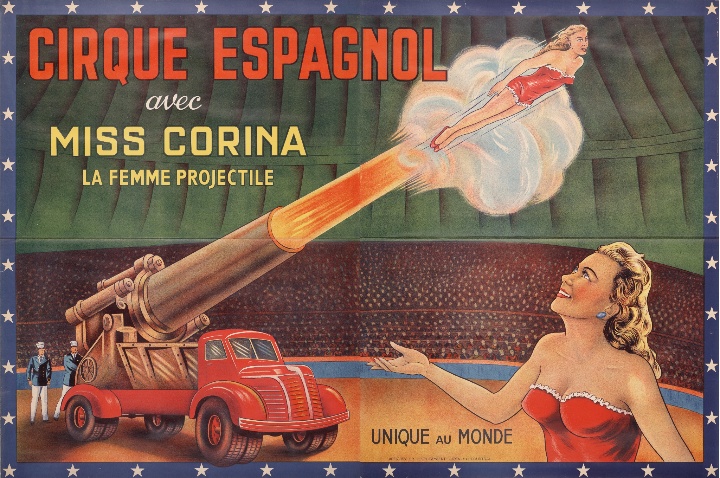 CIRQUE ESPAGNOL
avec
MISS CORINA
LA FEMME PROJECTILE
UNIQUE AU MONDE